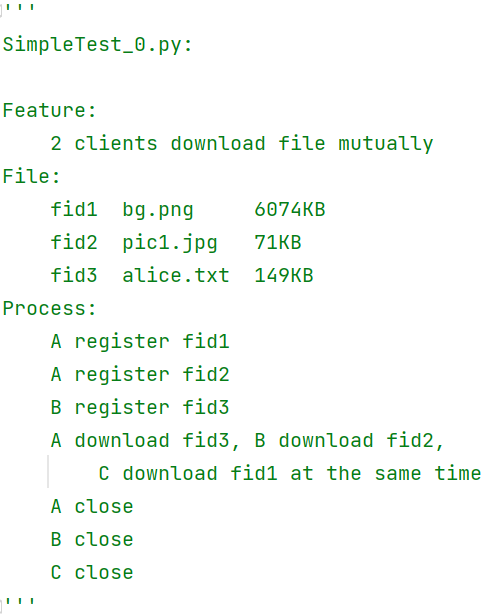 '''
SimpleTest_0.py:

Feature:
    2 clients download file mutually
File:
    fid1  bg.png     6074KB
    fid2  pic1.jpg   71KB
    fid3  alice.txt  149KB
Process:
    A register fid1
    A register fid2
    B register fid3
    A download fid3, B download fid2,
        C download fid1 at the same time
    A close
    B close
    C close
'''